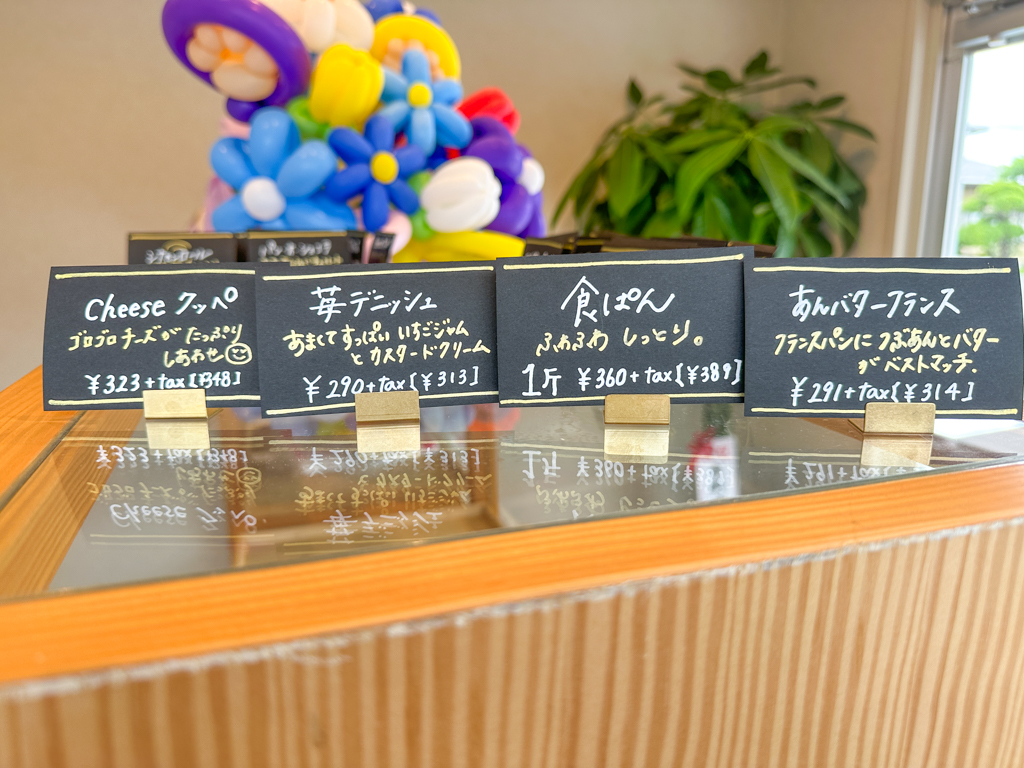 Cheese クッペ
ゴロゴロチーズが たっぷり
しあわせ
¥323+tax【¥348】
苺デニッシュ
あまくてすっぱい いちごジャム
と カスタードクリーム
¥290+tax【¥313】
食ぱん
ふわふわ しっとり。
1斤 ¥360+tax【¥389】
あんバターフランス
フランスパンに つぶあんとバター
が ベストマッチ.
¥291+tax【¥314】